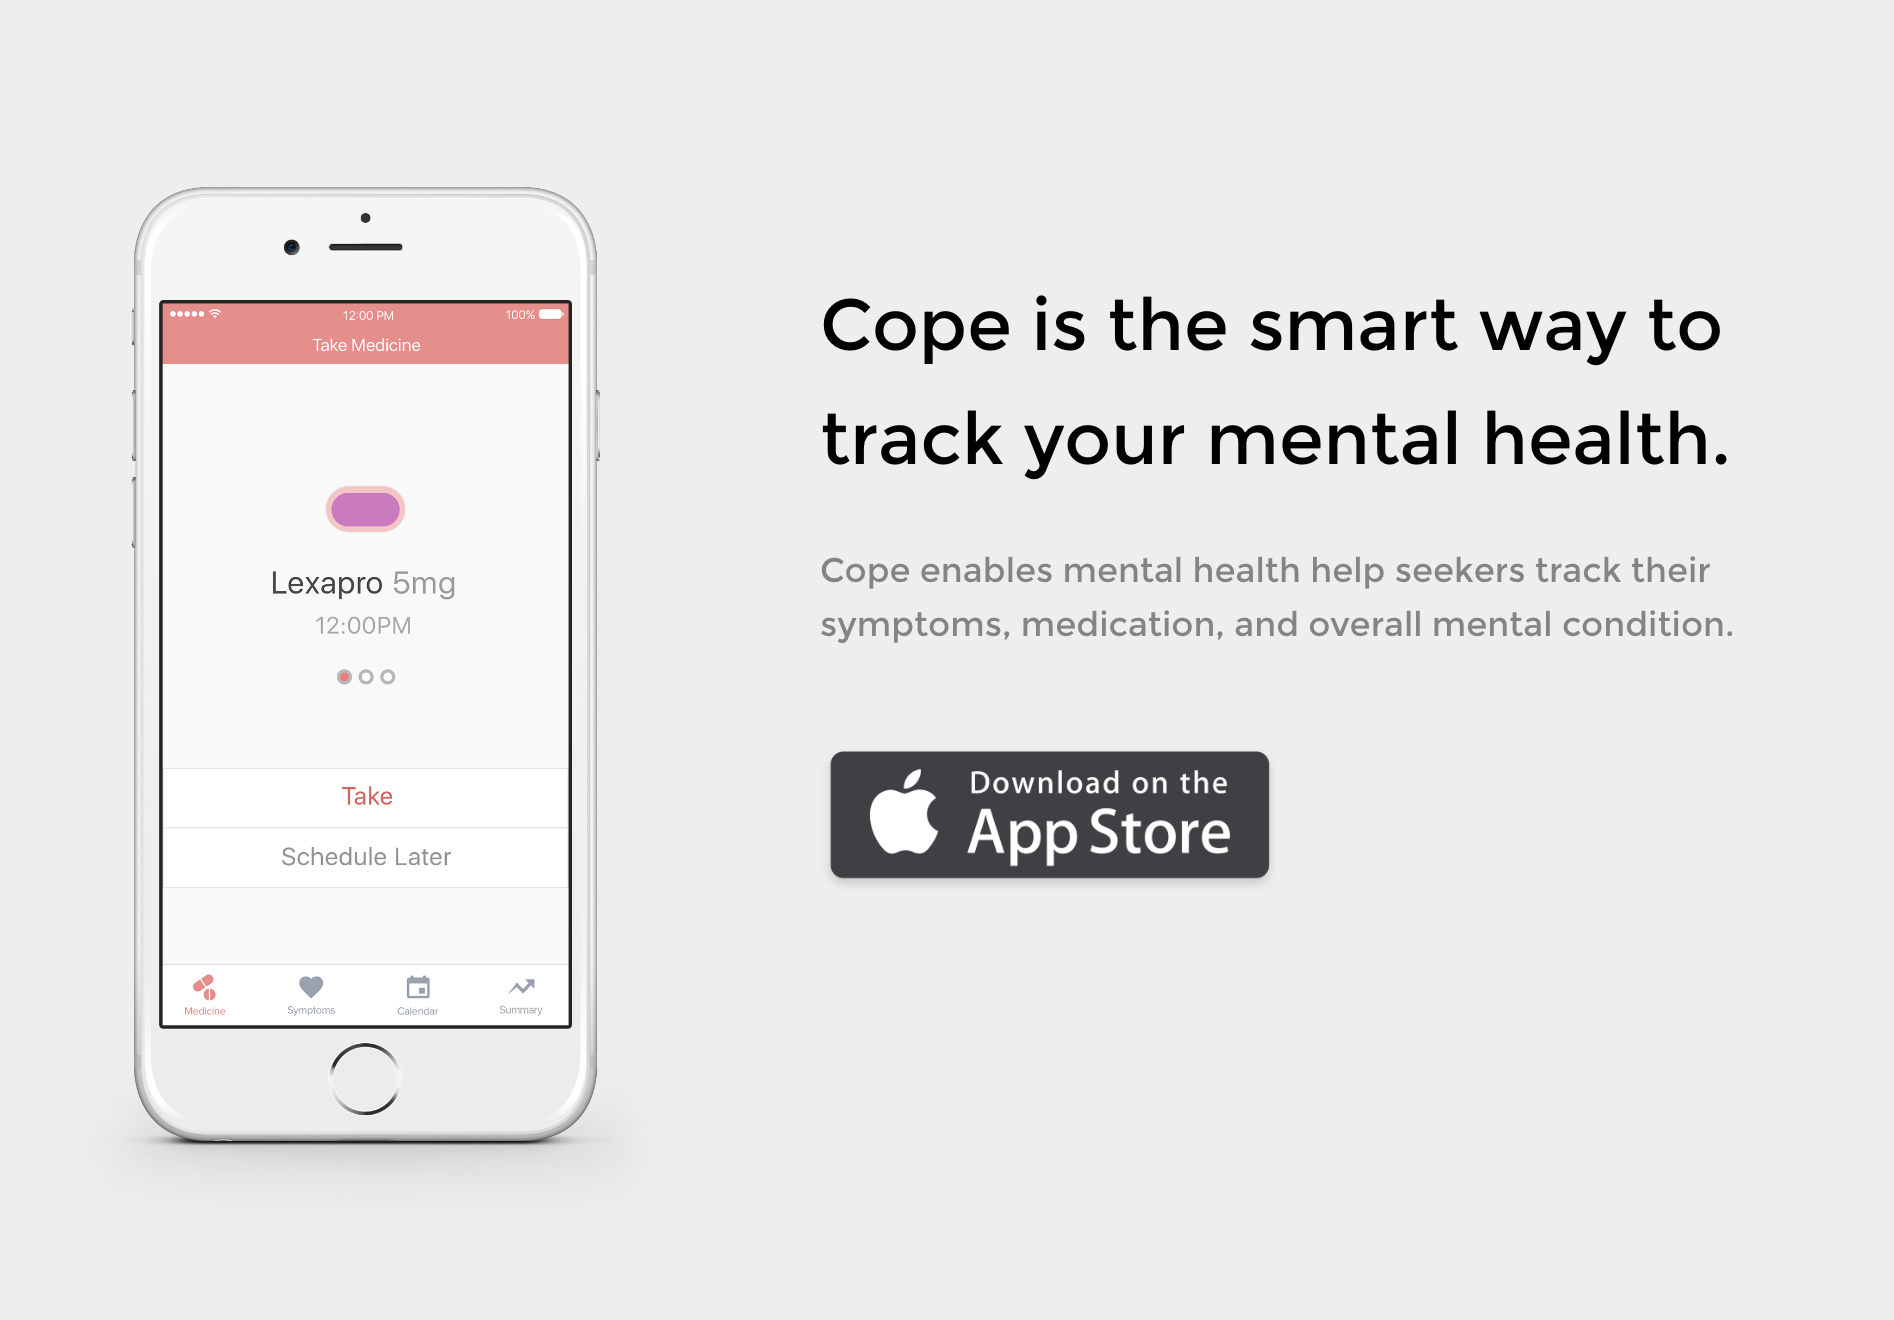 12:00 PM
100%
Take Medicine
Lexapro 5mg
12:00PM
Take
Schedule Later
Medicine
Symptoms
Calendar
Summary
Cope is the smart way to
track your mental health.
Cope enables mental health help seekers track their
symptoms, medication, and overall mental condition.
Download on the
App Store